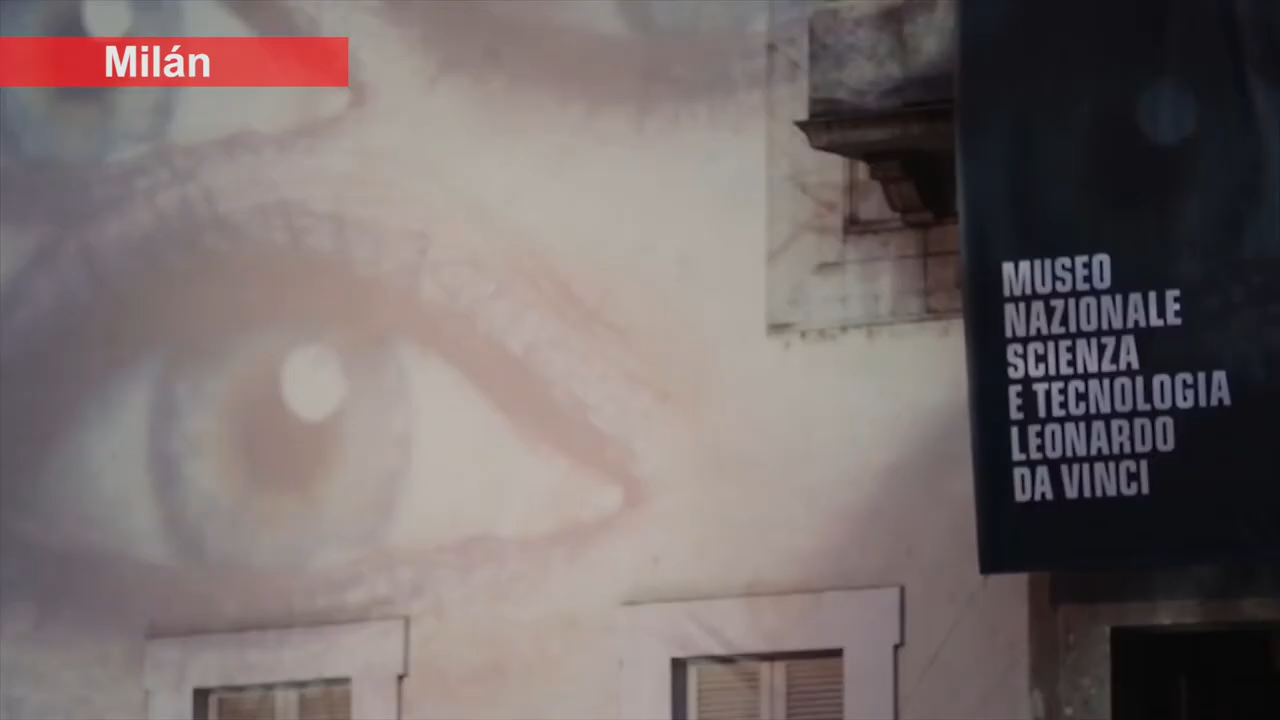 Milán
MUSEO
NAZIONALE
SCIENZA
E TECNOLOGIA
LEONARDO
DA VINCI